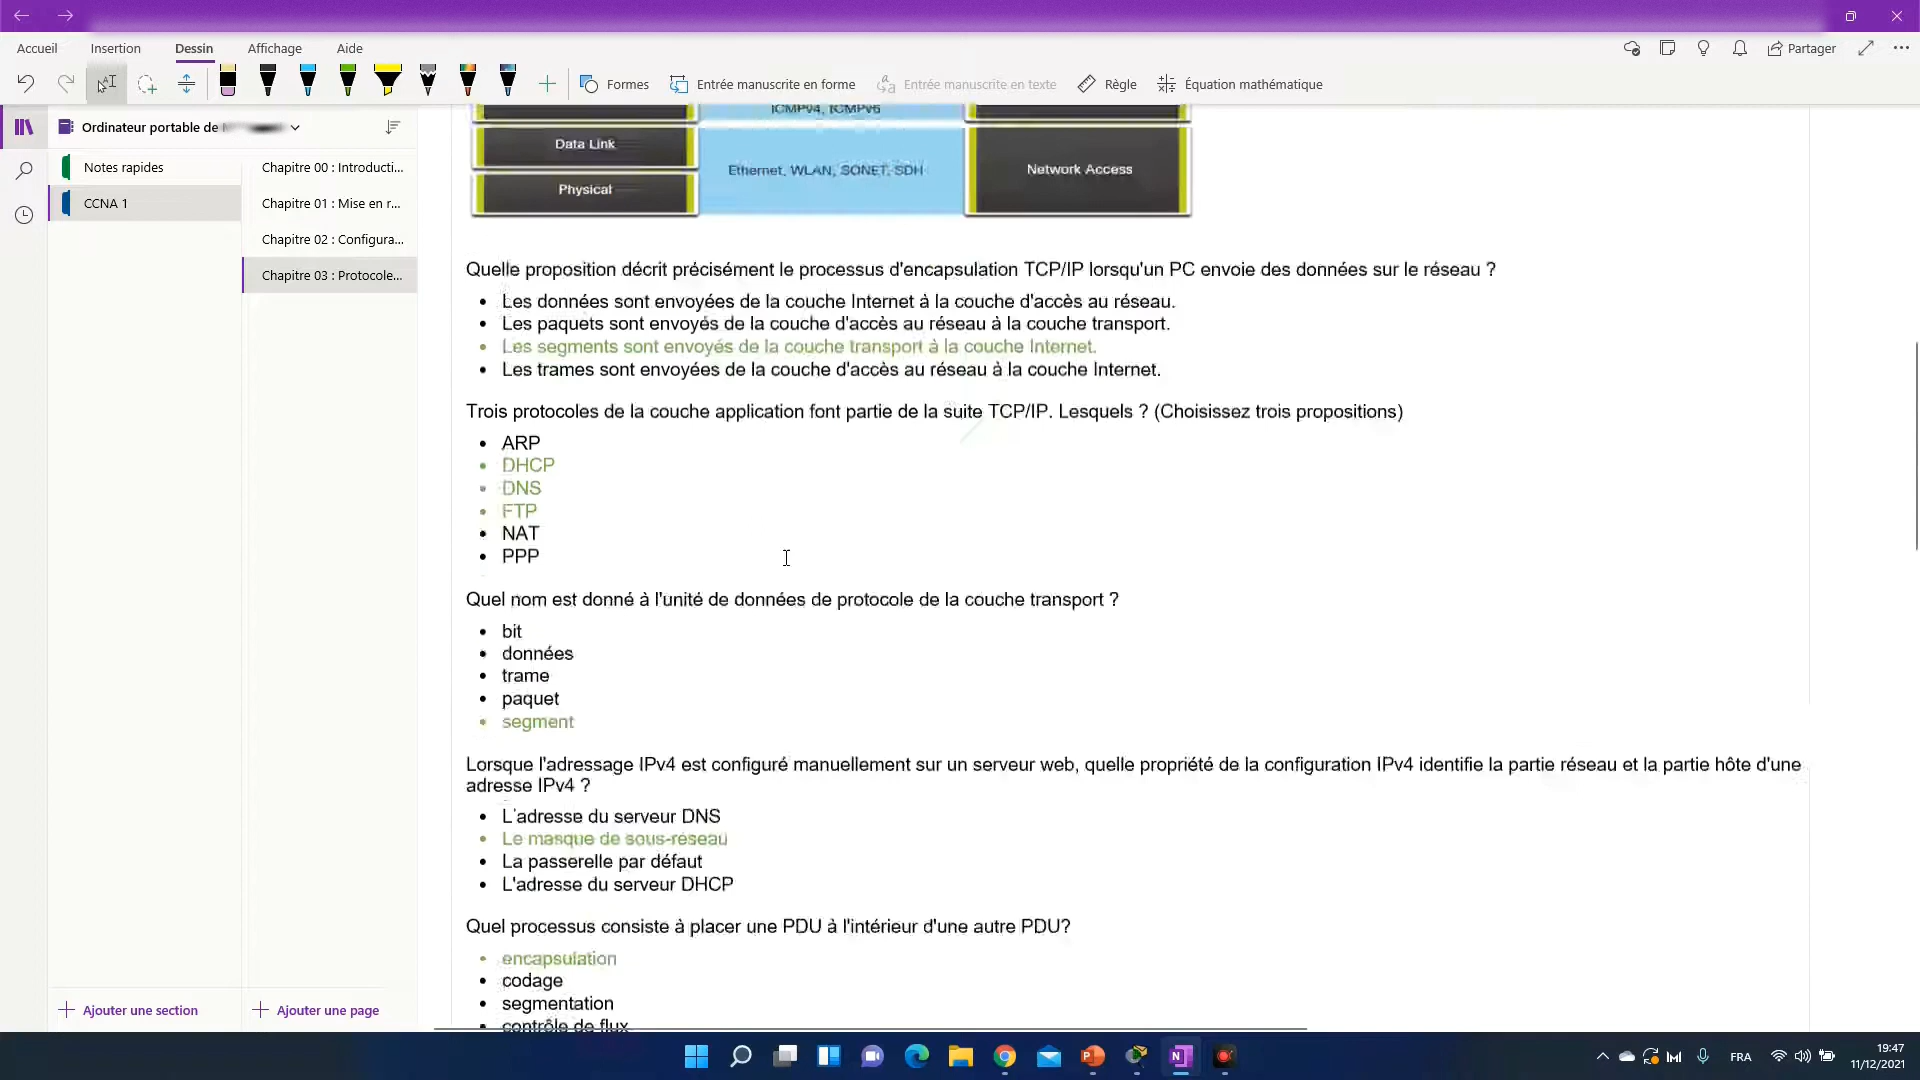 Accueil
Insertion
Dessin
Affichage
Aide
Partager
Formes
Entrée manuscrite en forme
Entrée manuscrite en texte
Règle
Équation mathématique
Ordinateur portable de
Notes rapides
CCNA 1
Chapitre 00 : Introducti...
Chapitre 01 : Mise en r...
Chapitre 02 : Configura...
Chapitre 03 : Protocole...
ICMPv4, ICMPv6
Data Link
Physical
Ethernet, WLAN, SONET, SDH
Network Access
Quelle proposition décrit précisément le processus d'encapsulation TCP/IP lorsqu'un PC envoie des données sur le réseau ?
• Les données sont envoyées de la couche Internet à la couche d'accès au réseau.
• Les paquets sont envoyés de la couche d'accès au réseau à la couche transport.
• Les segments sont envoyés de la couche transport à la couche Internet.
• Les trames sont envoyées de la couche d'accès au réseau à la couche Internet.
Trois protocoles de la couche application font partie de la suite TCP/IP. Lesquels ? (Choisissez trois propositions)
• ARP
• DHCP
• DNS
• FTP
• NAT
• PPP
Quel nom est donné à l'unité de données de protocole de la couche transport ?
• bit
• données
• trame
• paquet
• segment
Lorsque l'adressage IPv4 est configuré manuellement sur un serveur web, quelle propriété de la configuration IPv4 identifie la partie réseau et la partie hôte d'une
adresse IPv4 ?
• L'adresse du serveur DNS
• Le masque de sous-réseau
• La passerelle par défaut
• L'adresse du serveur DHCP
Quel processus consiste à placer une PDU à l'intérieur d'une autre PDU?
• encapsulation
• codage
• segmentation
• contrôle de flux
Ajouter une section
Ajouter une page
FRA
19:47
11/12/2021